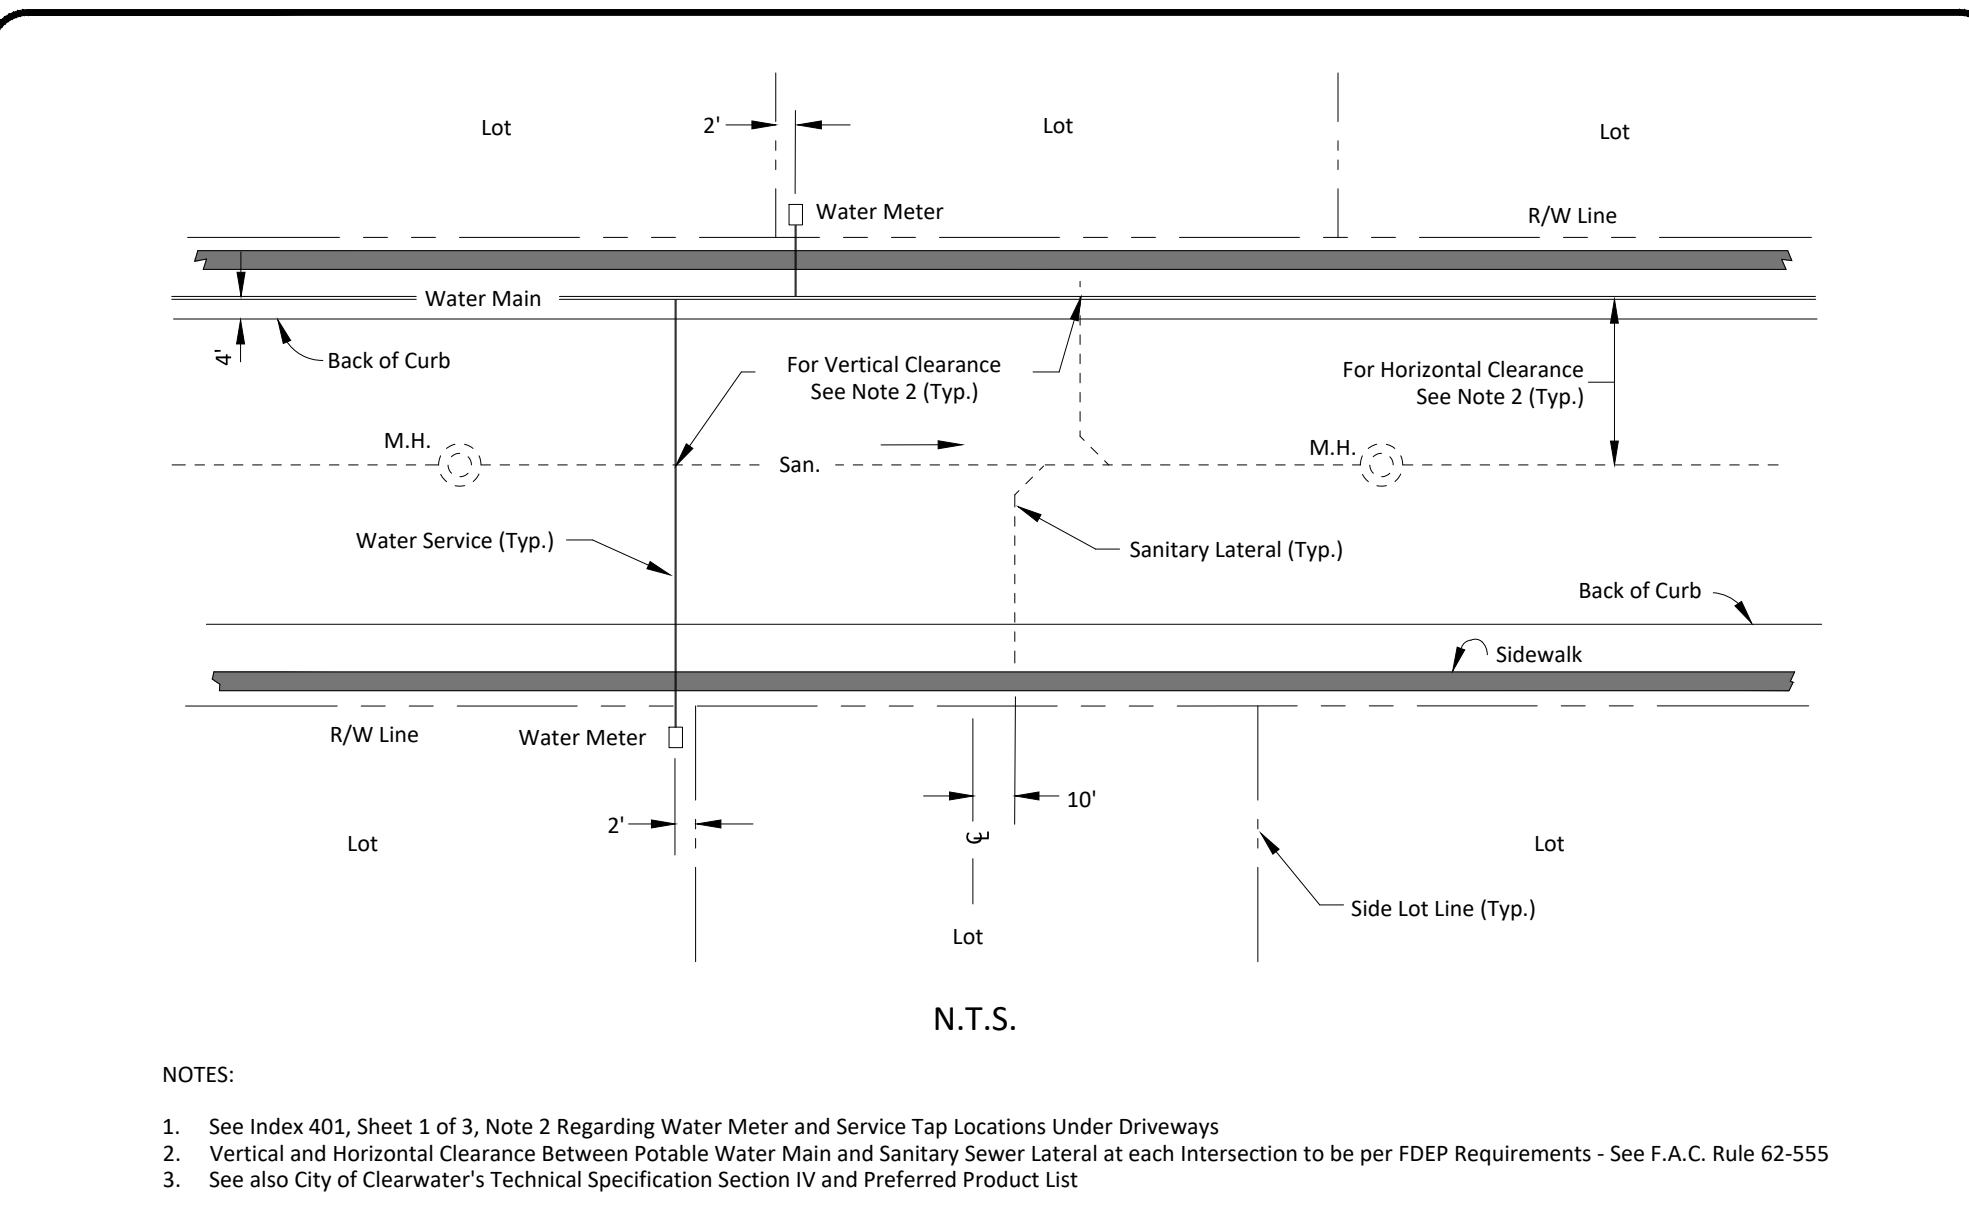 Lot
2'
Lot
Lot
Water Meter
R/W Line
Water Main
4'
Back of Curb
For Vertical Clearance
See Note 2 (Typ.)
For Horizontal Clearance
See Note 2 (Typ.)
M.H.
San.
M.H.
Water Service (Typ.)
Sanitary Lateral (Typ.)
Back of Curb
Sidewalk
R/W Line
Water Meter
10'
2'
CL
Lot
Lot
Side Lot Line (Typ.)
Lot
N.T.S.
NOTES:
1. See Index 401, Sheet 1 of 3, Note 2 Regarding Water Meter and Service Tap Locations Under Driveways
2. Vertical and Horizontal Clearance Between Potable Water Main and Sanitary Sewer Lateral at each Intersection to be per FDEP Requirements - See F.A.C. Rule 62-555
3. See also City of Clearwater's Technical Specification Section IV and Preferred Product List